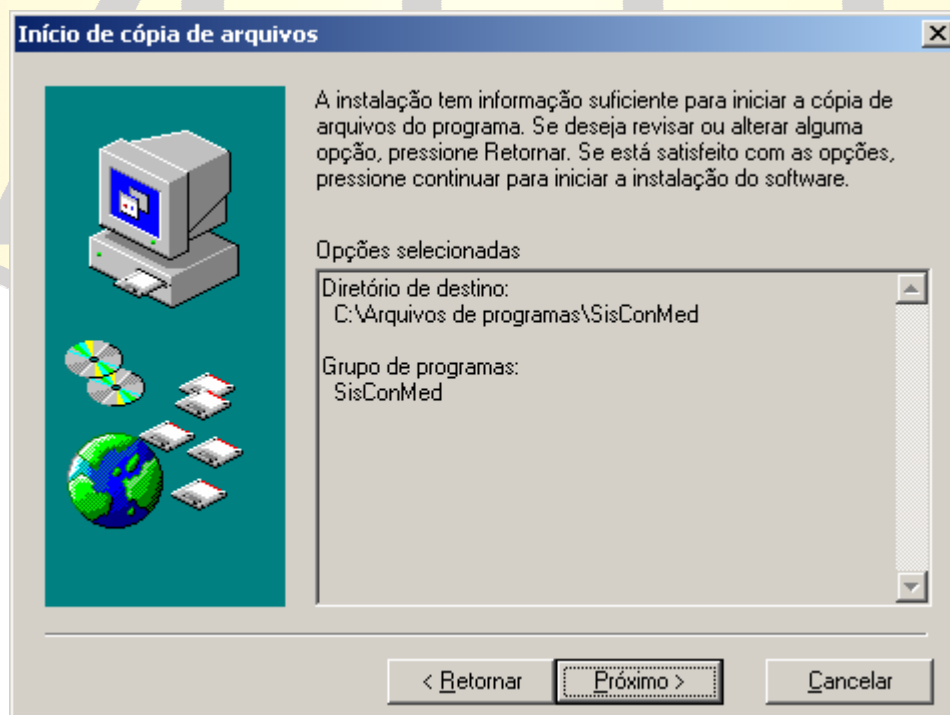 Início de cópia de arquivos
A instalação tem informação suficiente para iniciar a cópia de
arquivos do programa. Se deseja revisar ou alterar alguma
opção, pressione Retornar. Se está satisfeito com as opções,
pressione continuar para iniciar a instalação do software.
Opções selecionadas
Diretório de destino:
C:\Arquivos de programas\SisConMed
Grupo de programas:
SisConMed
< Retornar
Próximo >
Cancelar